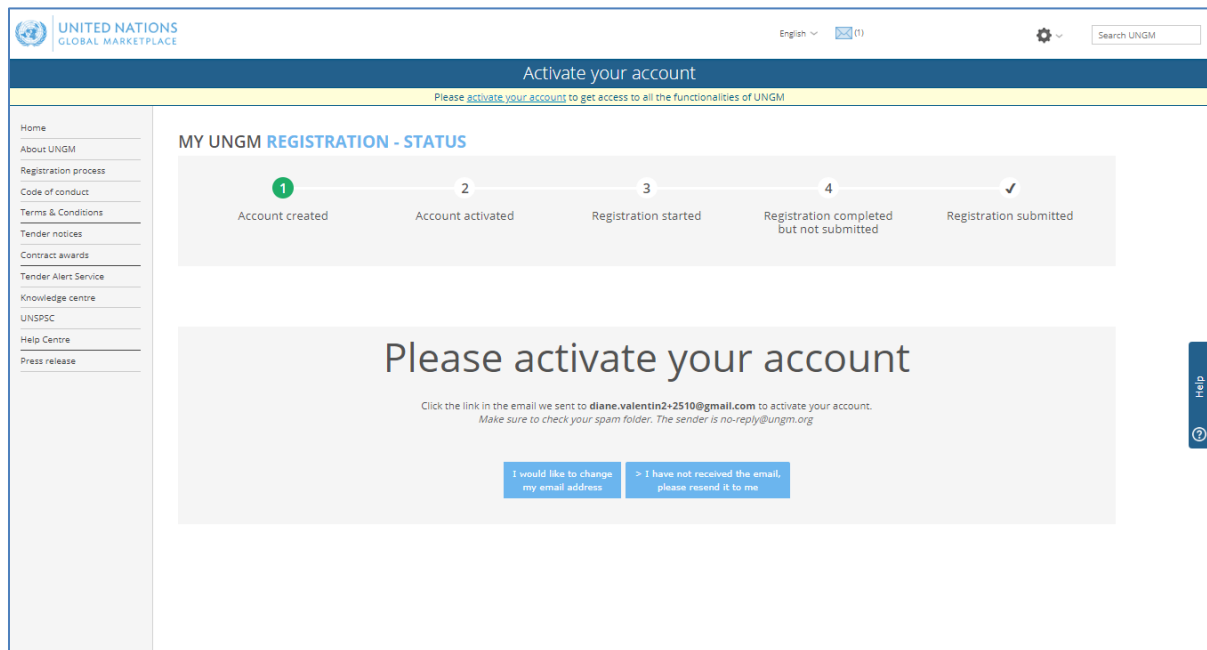 UNITED NATIONS
GLOBAL MARKETPLACE
English
(1)
Search UNGM
Activate your account
Please activate your account to get access to all the functionalities of UNGM
Home
About UNGM
Registration process
Code of conduct
Terms & Conditions
Tender notices
Contract awards
Tender Alert Service
Knowledge centre
UNSPSC
Help Centre
Press release
MY UNGM REGISTRATION - STATUS
1
2
3
4
Account created
Account activated
Registration started
Registration completed
but not submitted
Registration submitted
Please activate your account
Click the link in the email we sent to diane.valentin2+2510@gmail.com to activate your account.
Make sure to check your spam folder. The sender is no-reply@ungm.org
I would like to change
my email address
> I have not received the email,
please resend it to me
Help
?